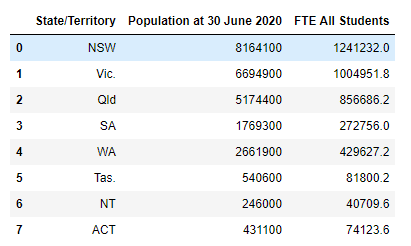 State/Territory Population at 30 June 2020 FTE All Students
0 NSW 8164100 1241232.0
1 Vic. 6694900 1004951.8
2 Qld 5174400 856686.2
3 SA 1769300 272756.0
4 WA 2661900 429627.2
5 Tas. 540600 81800.2
6 NT 246000 40709.6
7 ACT 431100 74123.6